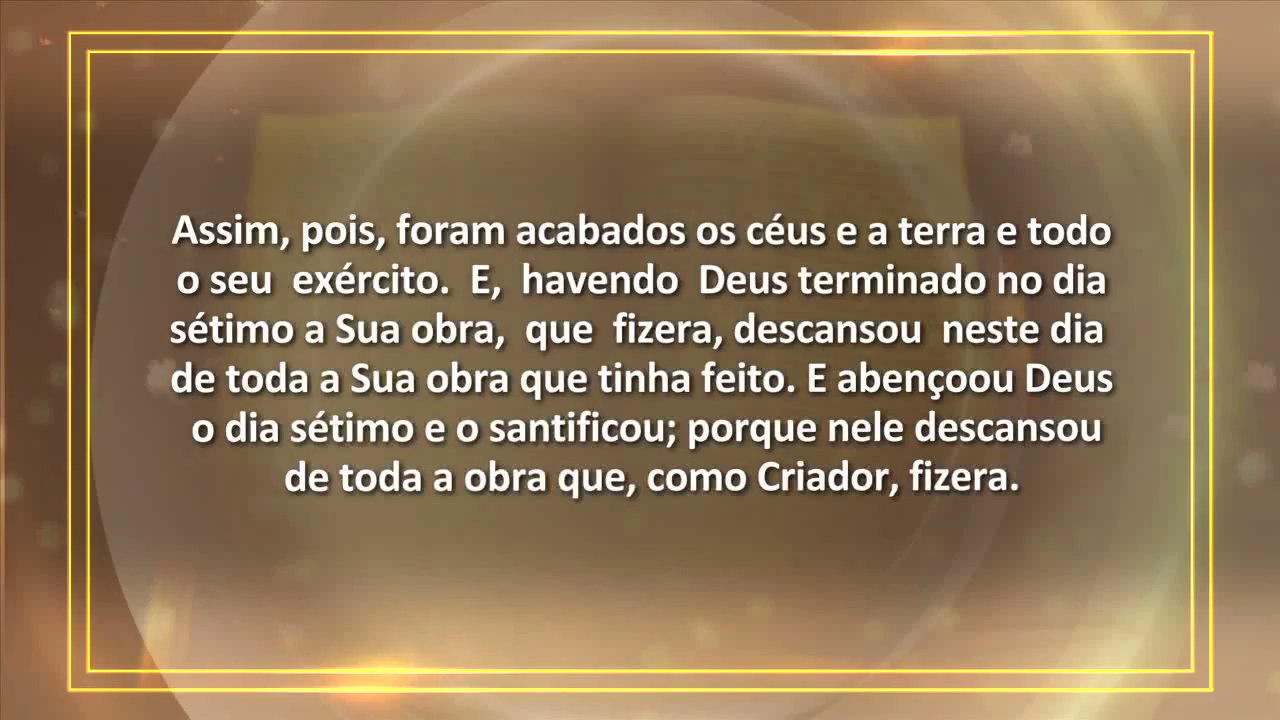 Assim, pois, foram acabados os céus e a terra e todo
o seu exército. E, havendo Deus terminado no dia
sétimo a Sua obra, que fizera, descansou neste dia
de toda a Sua obra que tinha feito. E abençoou Deus
o dia sétimo e o santificou; porque nele descansou
de toda a obra que, como Criador, fizera.